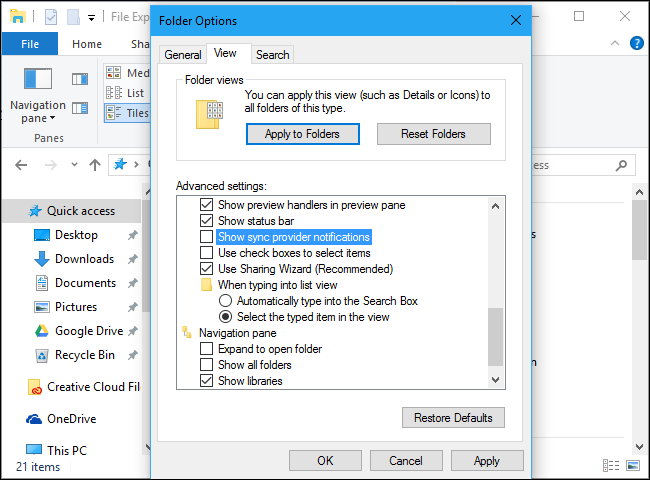 File Exp
Folder Options
File
Home
General
View
Search
Navigation
pane
Panes
Med
List
Tiles
Folder views
You can apply this view (such as Details or Icons) to
all folders of this type.
Apply to Folders
Reset Folders
Advanced settings:
Show preview handlers in preview pane
Show status bar
Show sync provider notifications
Use check boxes to select items
Use Sharing Wizard (Recommended)
When typing into list view
Automatically type into the Search Box
Select the typed item in the view
Navigation pane
Expand to open folder
Show all folders
Show libraries
Restore Defaults
OK
Cancel
Apply
Quick access
Desktop
Downloads
Documents
Pictures
Google Drive
Recycle Bin
Creative Cloud File
OneDrive
This PC
21 items